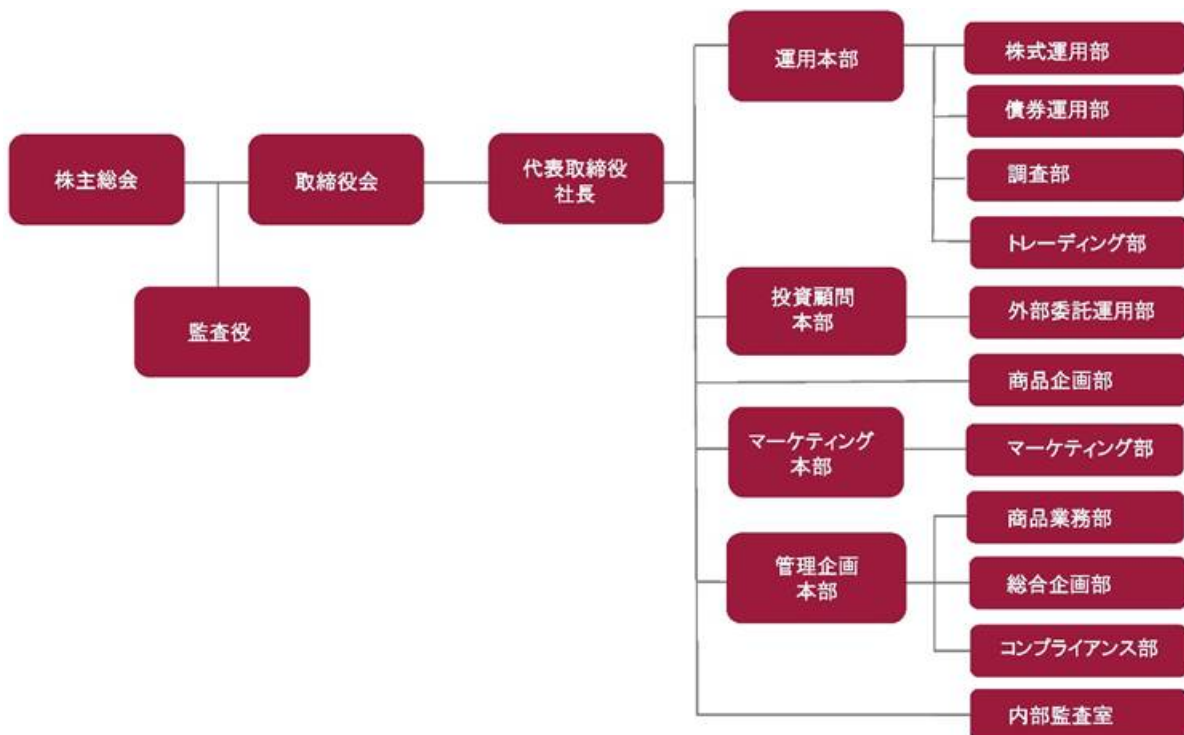 株主総会
取締役会
代表取締役
社長
監査役
運用本部
株式運用部
債券運用部
調査部
トレーディング部
投資顧問
本部
外部委託運用部
商品企画部
マーケティング
本部
マーケティング部
管理企画
本部
商品業務部
総合企画部
コンプライアンス部
内部監査室